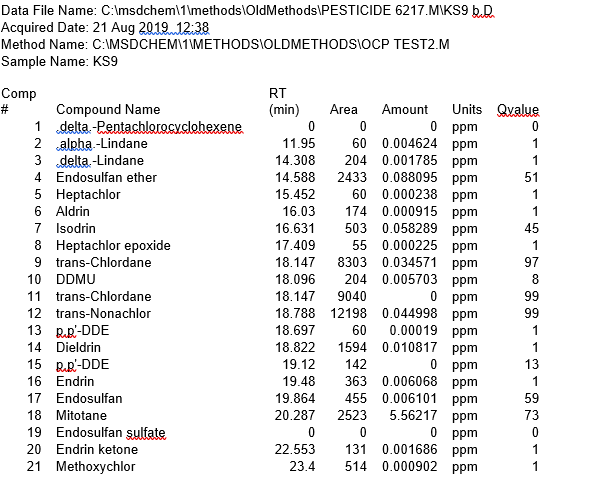 Data File Name: C:\msdchem\1\methods\OldMethods\PESTICIDE 6217.M\KS9 b.D
Acquired Date: 21 Aug 2019 12:38
Method Name: C:\MSDCHEM\1\METHODS\OLDMETHODS\OCP TEST2.M
Sample Name: KS9
Comp RT
# Compound Name (min) Area Amount Units Qvalue
1 .delta.-Pentachlorocyclohexene 0 0 0 ppm 0
2 .alpha.-Lindane 11.95 60 0.004624 ppm 1
3 .delta.-Lindane 14.308 204 0.001785 ppm 1
4 Endosulfan ether 14.588 2433 0.088095 ppm 51
5 Heptachlor 15.452 60 0.000238 ppm 1
6 Aldrin 16.03 174 0.000915 ppm 1
7 Isodrin 16.631 503 0.058289 ppm 45
8 Heptachlor epoxide 17.409 55 0.000225 ppm 1
9 trans-Chlordane 18.147 8303 0.034571 ppm 97
10 DDMU 18.096 204 0.005703 ppm 8
11 trans-Chlordane 18.147 9040 0 ppm 99
12 trans-Nonachlor 18.788 12198 0.044998 ppm 99
13 p,p'-DDE 18.697 60 0.00019 ppm 1
14 Dieldrin 18.822 1594 0.010817 ppm 1
15 p,p'-DDE 19.12 142 0 ppm 13
16 Endrin 19.48 363 0.006068 ppm 1
17 Endosulfan 19.864 455 0.006101 ppm 59
18 Mitotane 20.287 2523 5.56217 ppm 73
19 Endosulfan sulfate 0 0 0 ppm 0
20 Endrin ketone 22.553 131 0.001686 ppm 1
21 Methoxychlor 23.4 514 0.000902 ppm 1